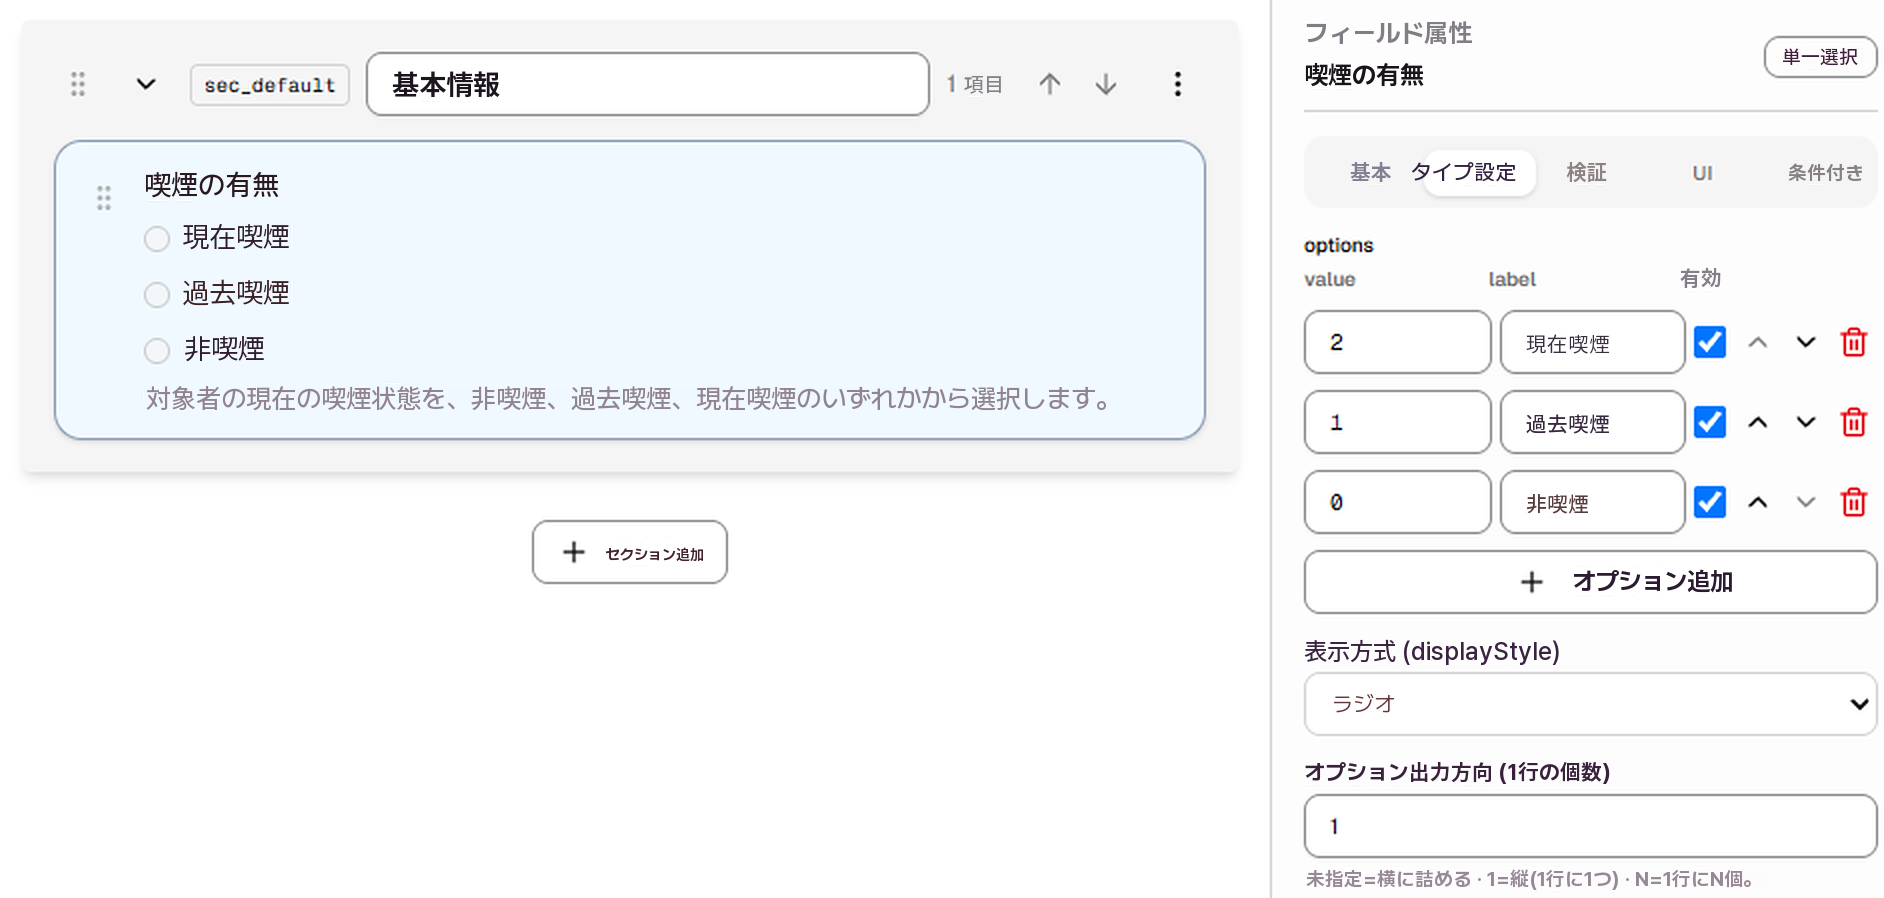 sec_default 基本情報 1 項目
喫煙の有無
現在喫煙
過去喫煙
非喫煙
対象者の現在の喫煙状態を、非喫煙、過去喫煙、現在喫煙のいずれかから選択します。
セクション追加
フィールド属性
喫煙の有無
単一選択
基本 タイプ設定 検証 UI 条件付き
options
value label 有効
2 現在喫煙
1 過去喫煙
0 非喫煙
オプション追加
表示方式 (displayStyle)
ラジオ
オプション出力方向 (1行の個数)
1
未指定=横に詰める · 1=縦(1行に1つ) · N=1行にN個。